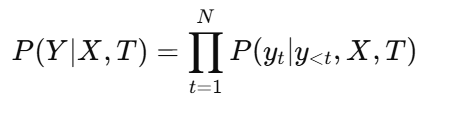 P(Y|X, T) = ∏_{t=1}^{N} P(y_t|y_{<t}, X, T)